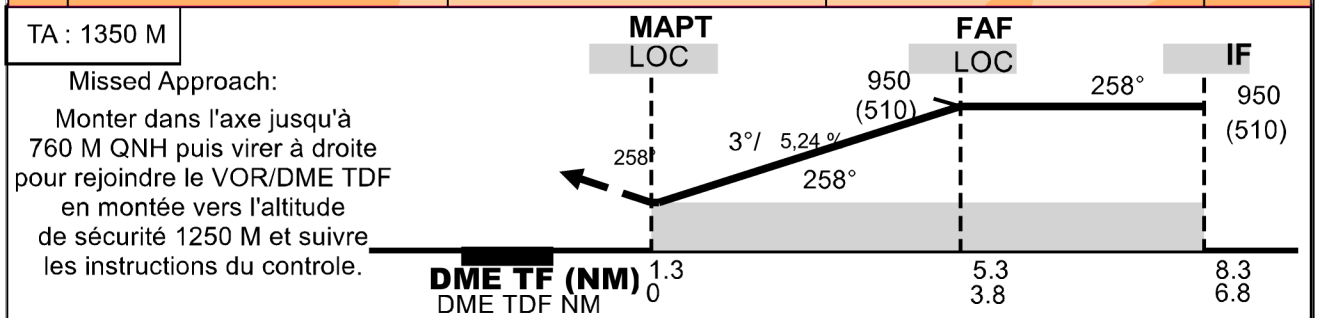 TA : 1350 M
Missed Approach:
Monter dans l'axe jusqu'à
760 M QNH puis virer à droite
pour rejoindre le VOR/DME TDF
en montée vers l'altitude
de sécurité 1250 M et suivre
les instructions du controle.
MAPT
LOC
FAF
LOC
IF
950
(510)
258°
950
(510)
3°/ 5,24 %
258°
258°
DME TF (NM) 1.3 5.3 8.3
DME TDF NM 0 3.8 6.8